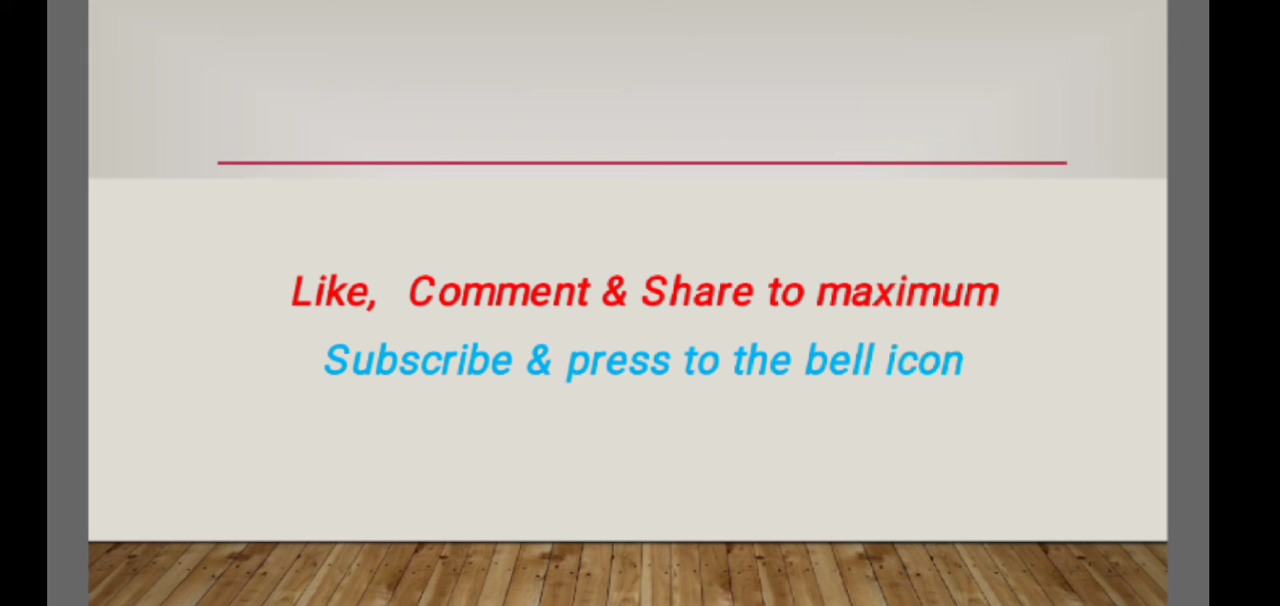 Like, Comment & Share to maximum
Subscribe & press to the bell icon